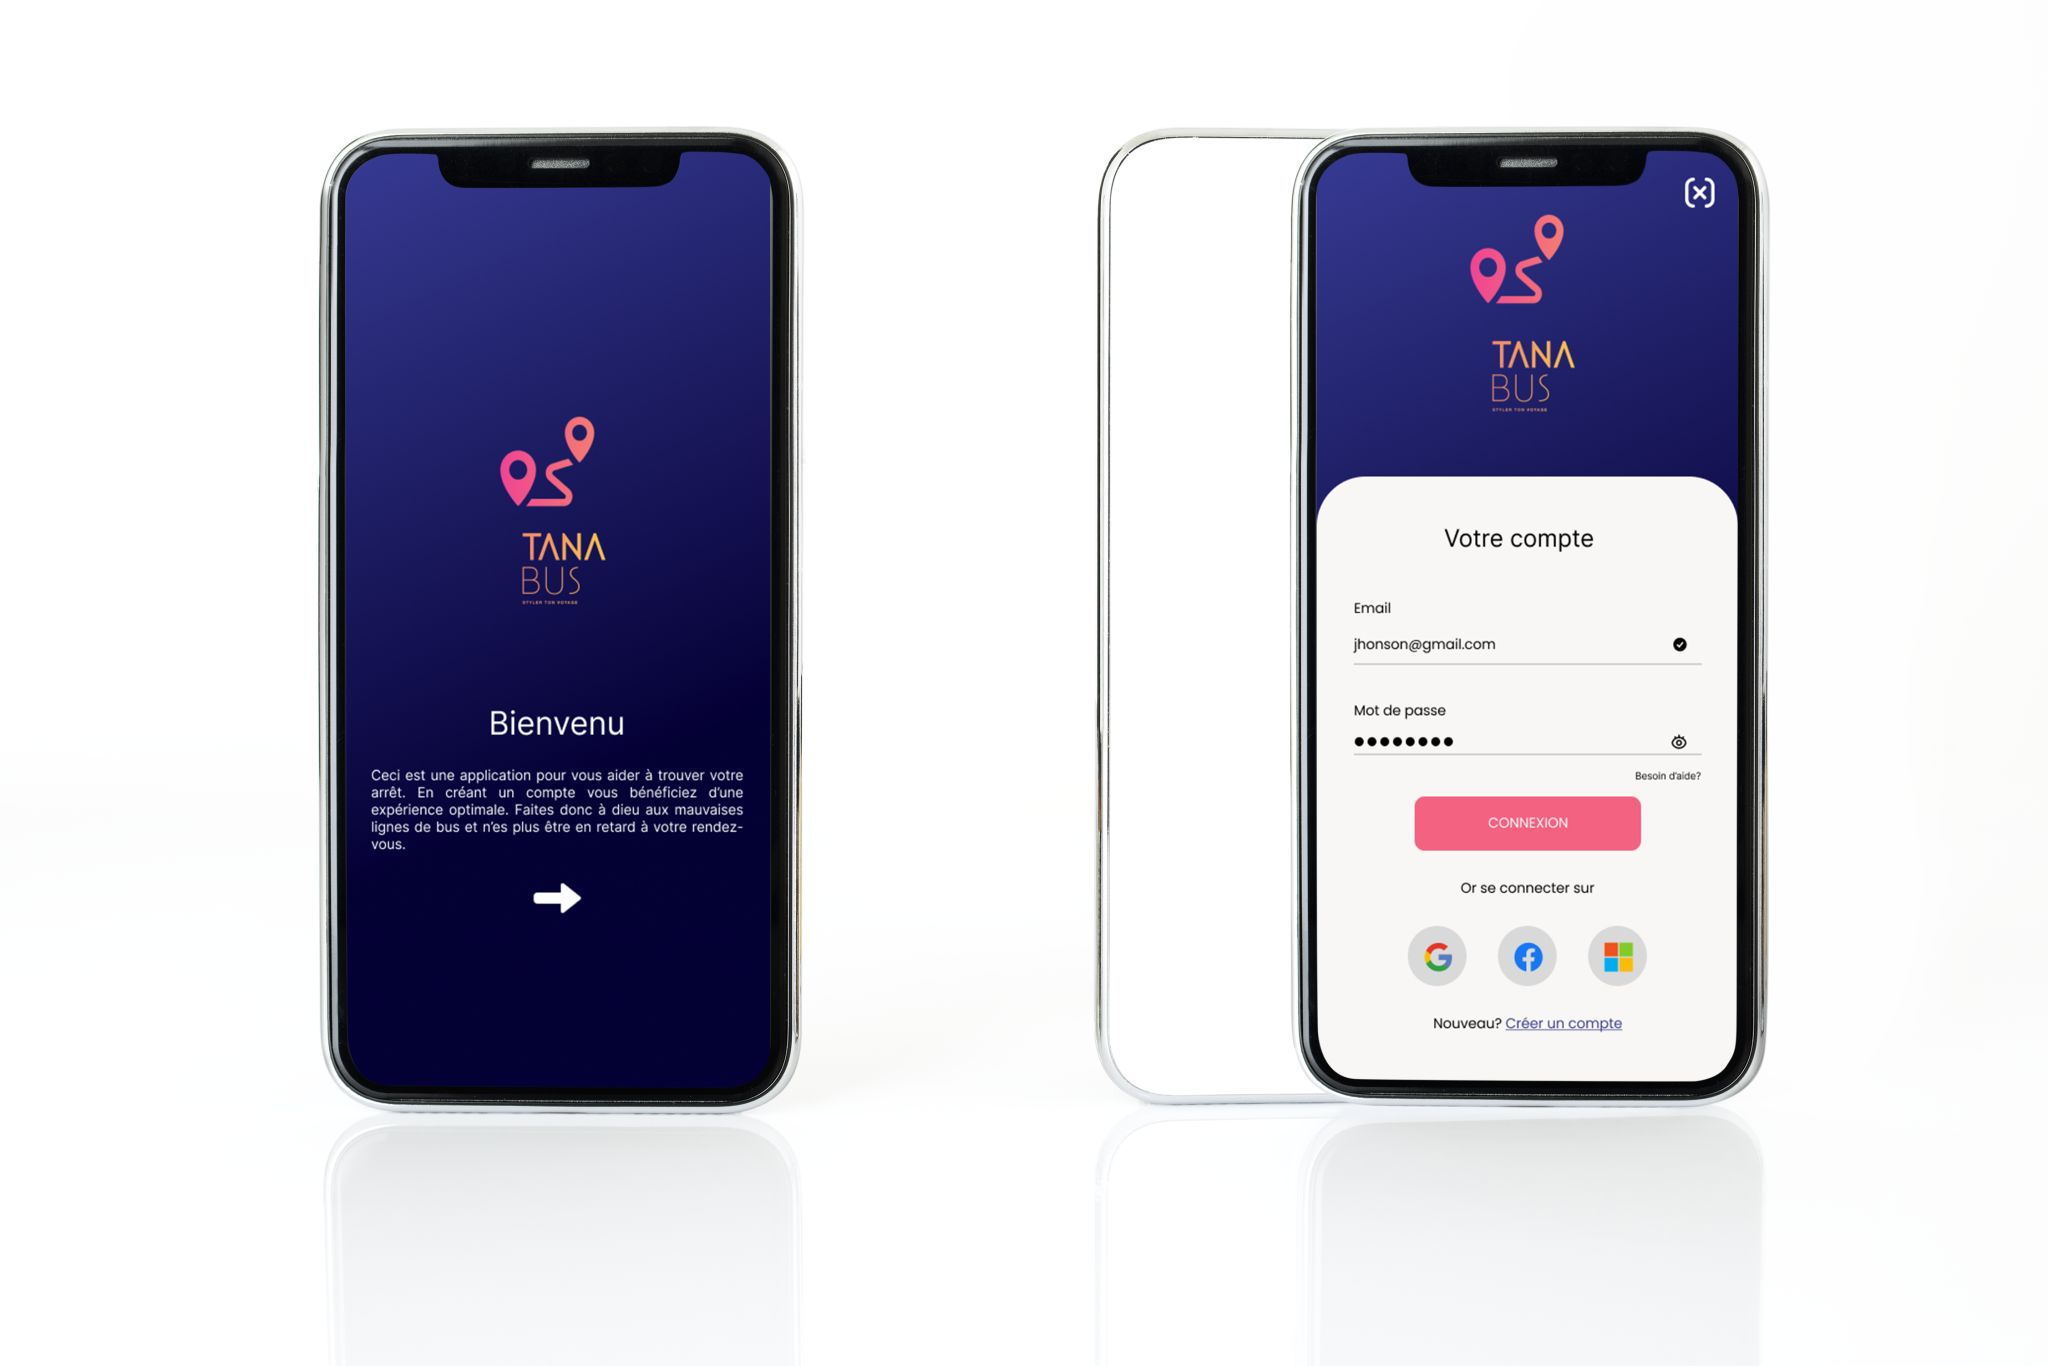 TANA
BUS
STYLER TON VOYAGE
Bienvenu
Ceci est une application pour vous aider à trouver votre
arrêt. En créant un compte vous bénéficiez d'une
expérience optimale. Faites donc à dieu aux mauvaises
lignes de bus et n'es plus être en retard à votre rendez-
vous.
TANA
BUS
STYLER TON VOYAGE
Votre compte
Email
jhonson@gmail.com
Mot de passe
Besoin d'aide?
CONNEXION
Or se connecter sur
Nouveau? Créer un compte